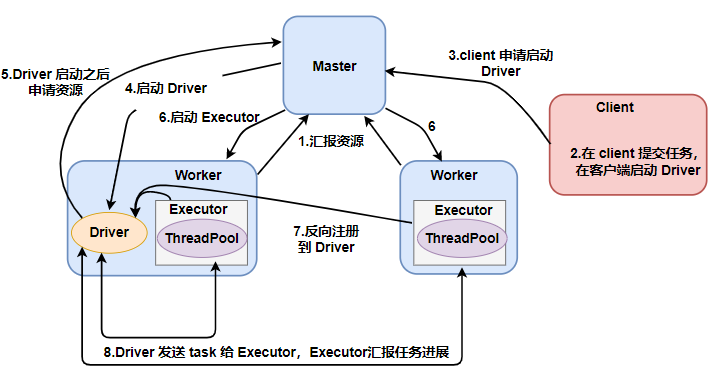 Master
3.client 申请启动
Driver
5.Driver 启动之后
申请资源
4.启动 Driver
6.启动 Executor
1.汇报资源
6
Client
2.在 client 提交任务，
在客户端启动 Driver
Worker
Executor
ThreadPool
Driver
Worker
Executor
ThreadPool
7.反向注册
到 Driver
8.Driver 发送 task 给 Executor，Executor汇报任务进展